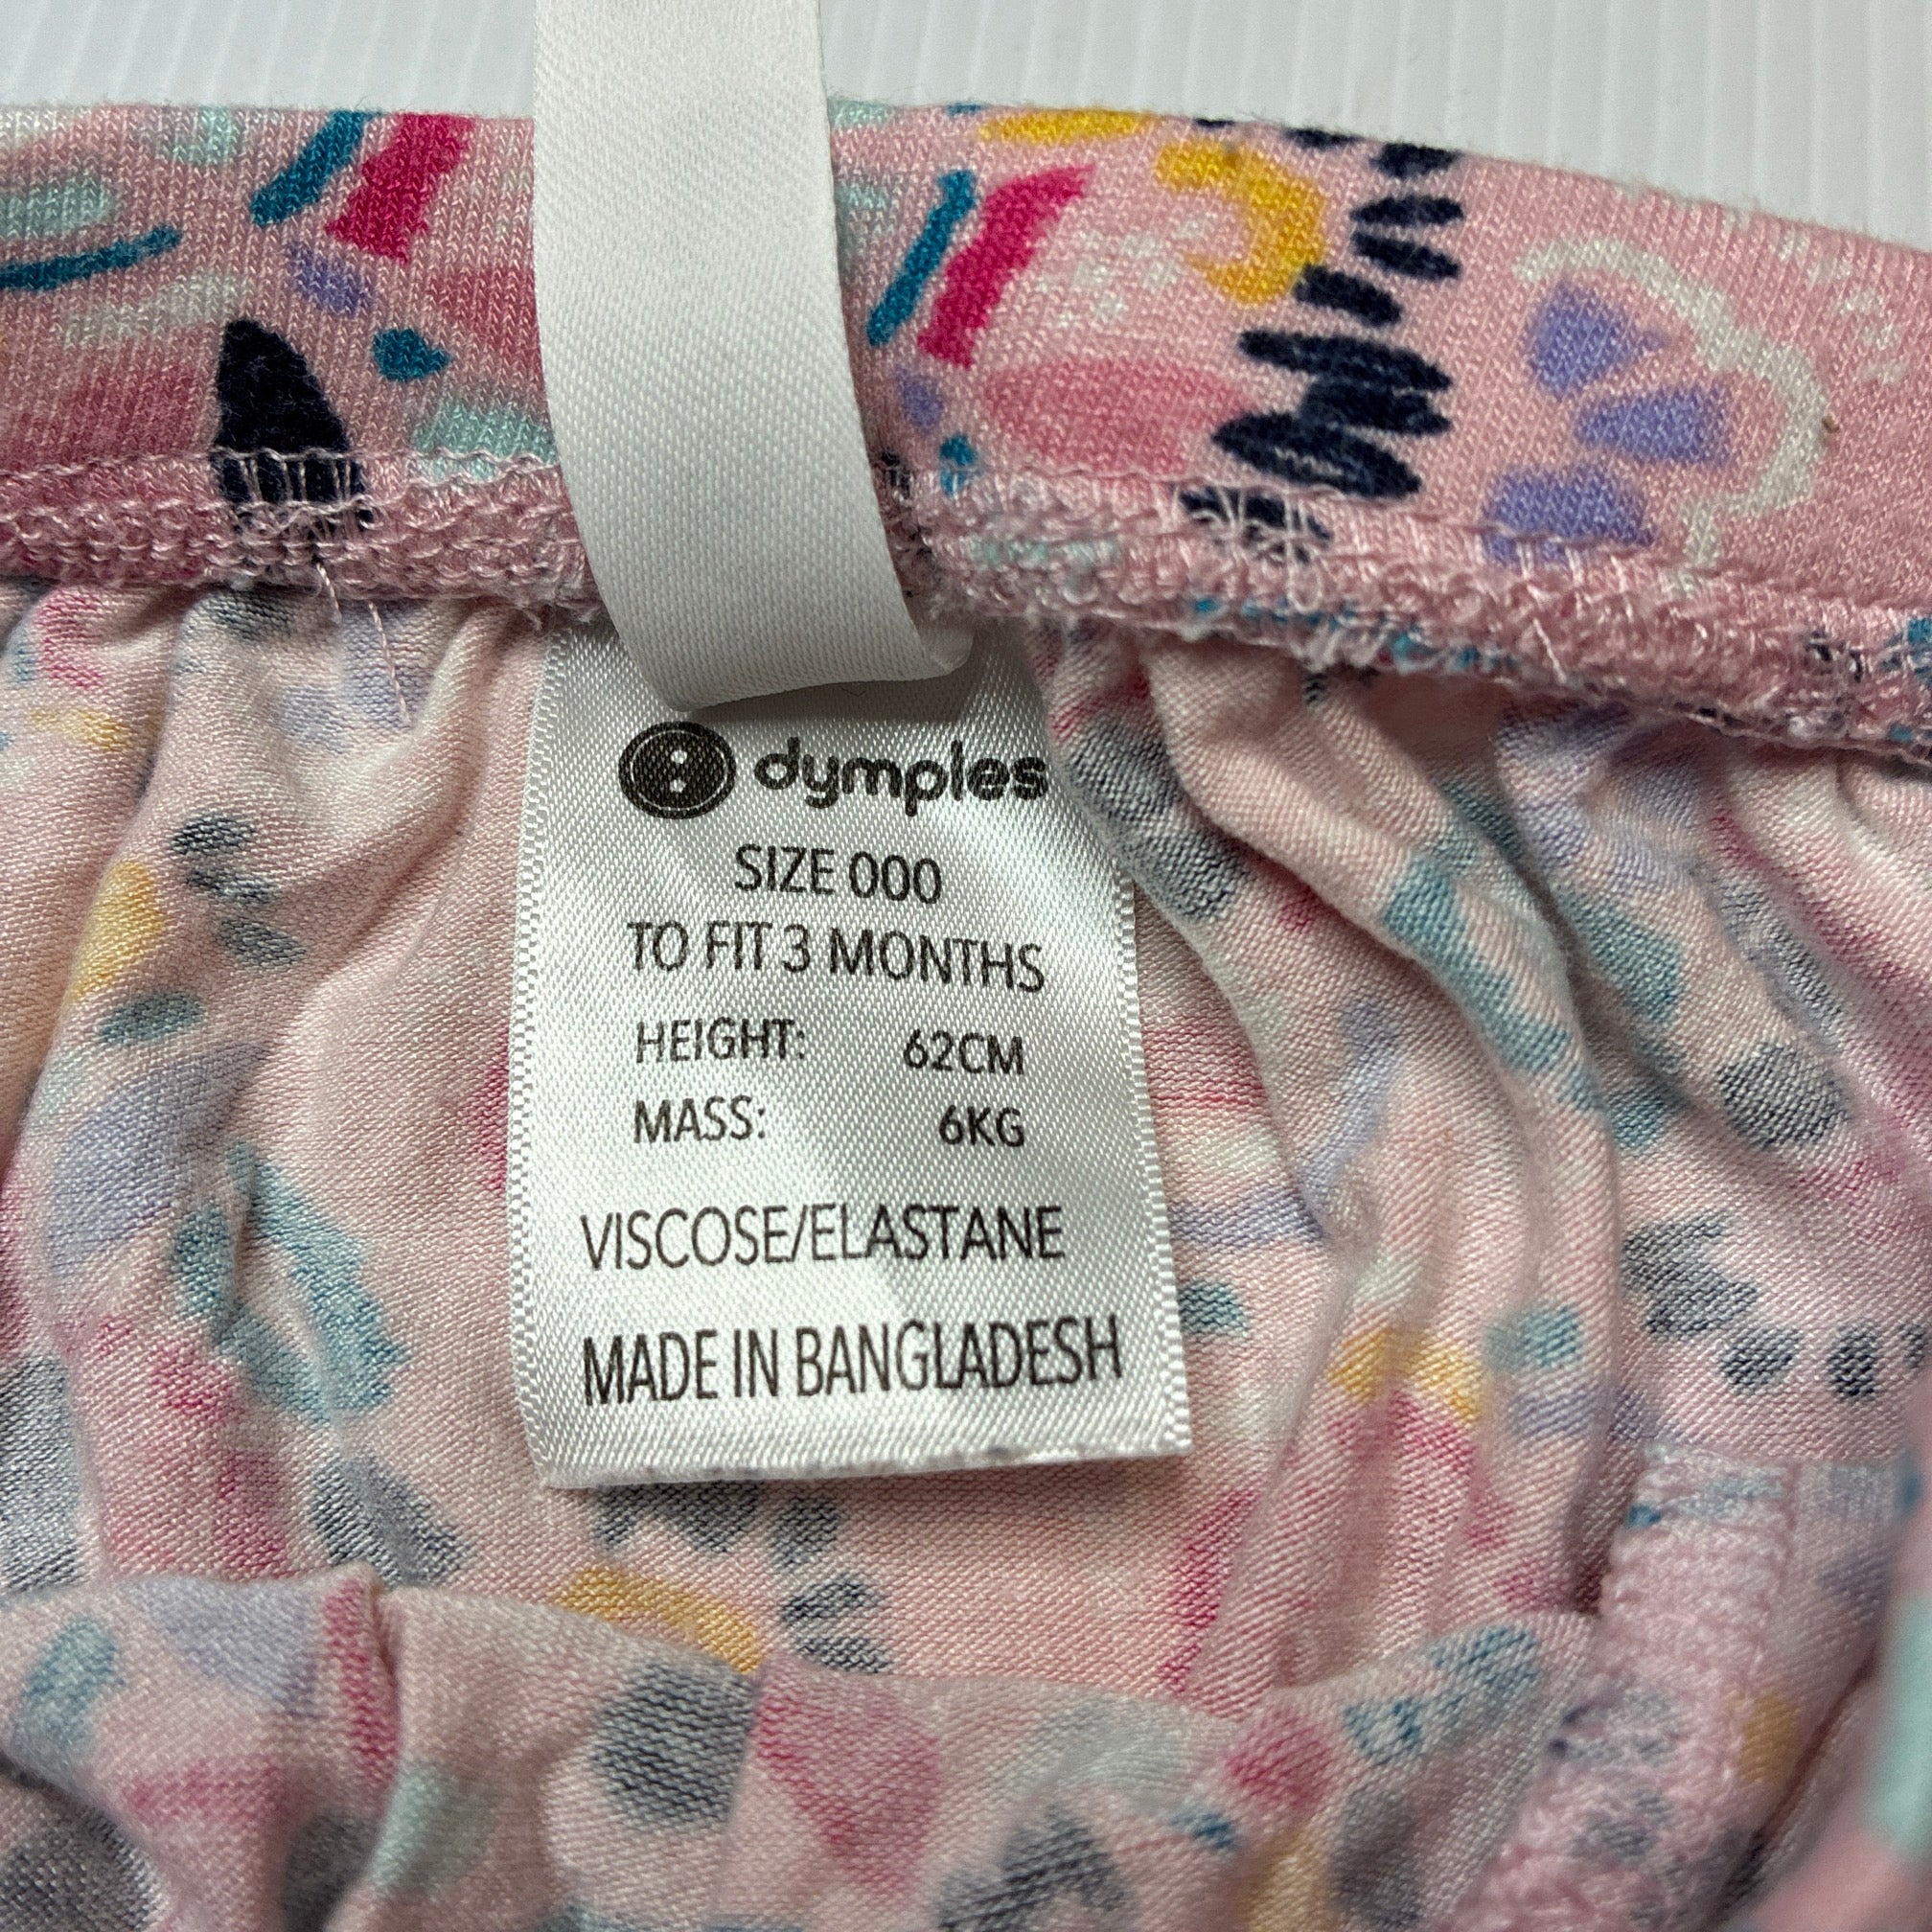 dymples
SIZE 000
TO FIT 3 MONTHS
HEIGHT: 62CM
MASS: 6KG
VISCOSE/ELASTANE
MADE IN BANGLADESH